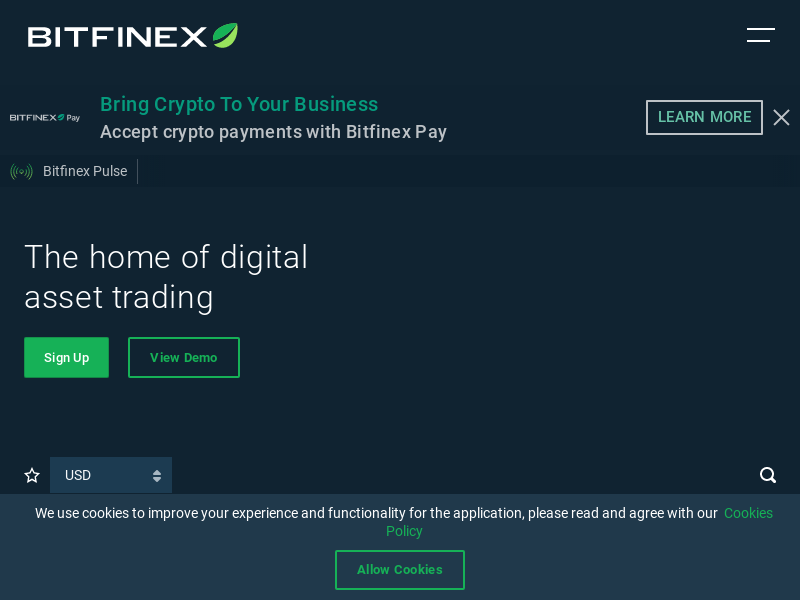 BITFINEX
BITFINEX Pay
Bring Crypto To Your Business
Accept crypto payments with Bitfinex Pay
LEARN MORE
Bitfinex Pulse
The home of digital
asset trading
Sign Up
View Demo
USD
We use cookies to improve your experience and functionality for the application, please read and agree with our Cookies
Policy
Allow Cookies